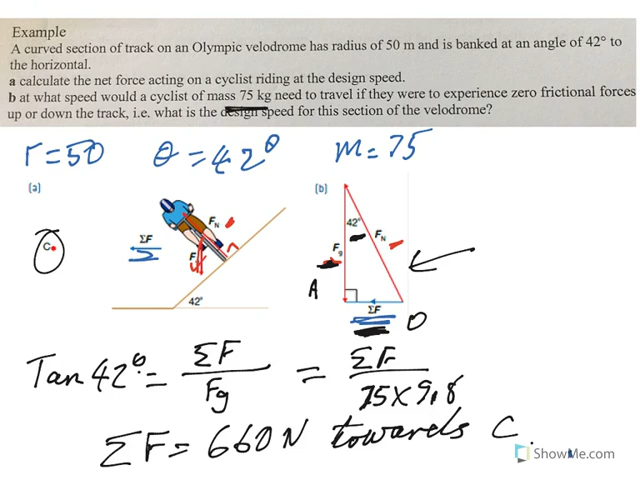 Example
A curved section of track on an Olympic velodrome has radius of 50 m and is banked at an angle of 42° to
the horizontal.
a calculate the net force acting on a cyclist riding at the design speed.
b at what speed would a cyclist of mass 75 kg need to travel if they were to experience zero frictional forces
up or down the track, i.e. what is the design speed for this section of the velodrome?
r=50 θ=42° m=75
(a) (b)
C ΣF F_N F 42°
42° F_N F_g A ΣF O
Tan 42° = ΣF/Fg = ΣF/75×9,8
ΣF = 660N towards C.
ShowMe.com